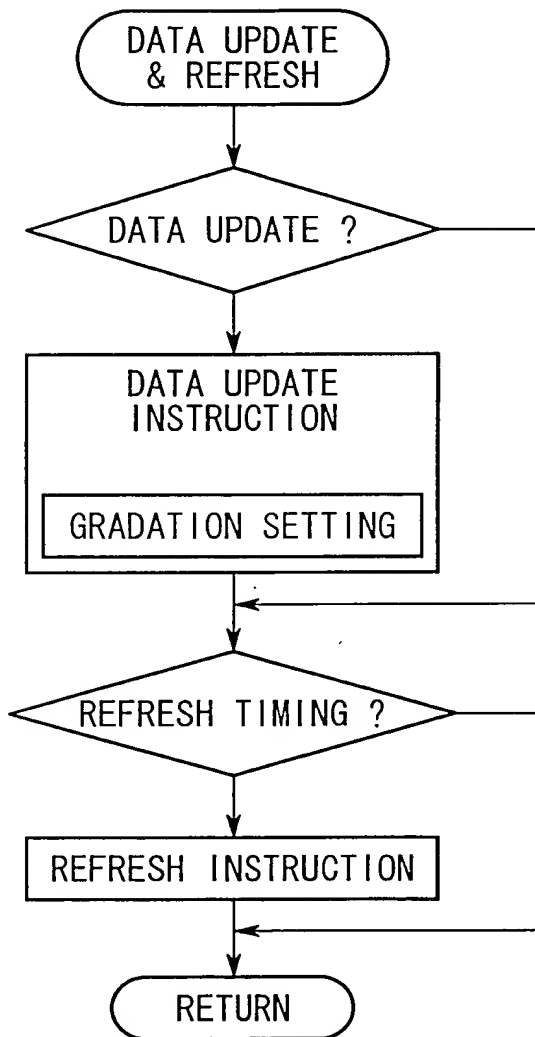 DATA UPDATE
& REFRESH
DATA UPDATE ?
DATA UPDATE
INSTRUCTION
GRADATION SETTING
REFRESH TIMING ?
REFRESH INSTRUCTION
RETURN